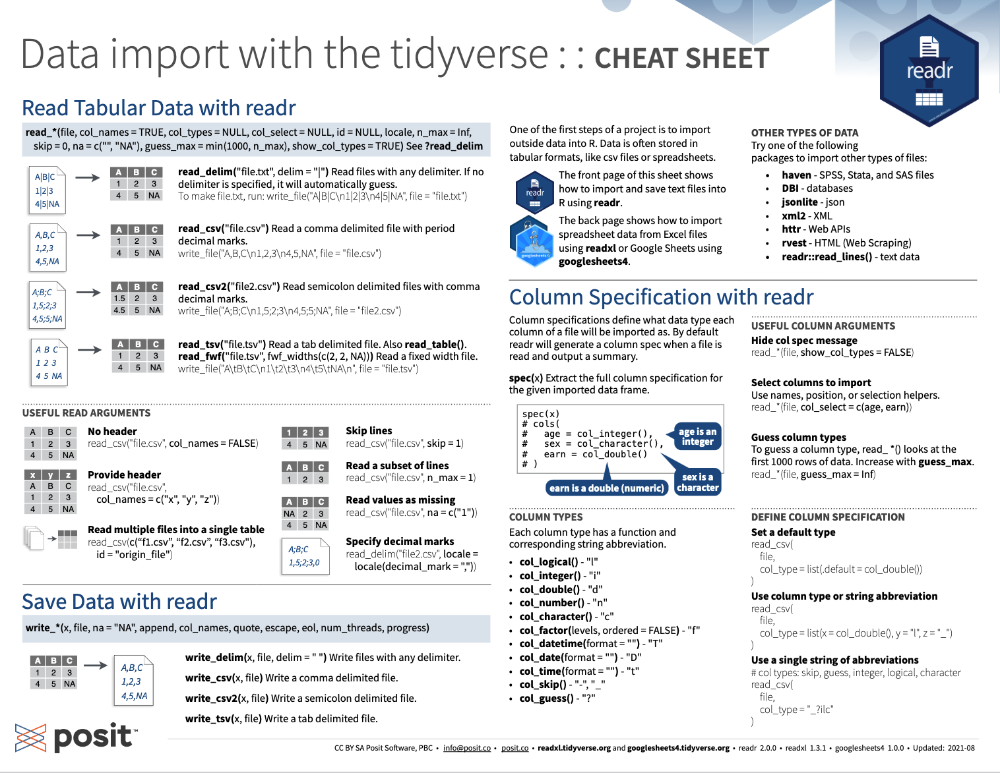 Data import with the tidyverse : : CHEAT SHEET
readr
www.rstudio.com
Read Tabular Data with readr
read_*(file, col_names = TRUE, col_types = NULL, col_select = NULL, id = NULL, locale, n_max = Inf,
skip = 0, na = c("", "NA"), guess_max = min(1000, n_max), show_col_types = TRUE) See ?read_delim
A|B|C
1|2|3
4|5|NA
A B C
1 2 3
4 5 NA
read_delim("file.txt", delim = "|") Read files with any delimiter. If no
delimiter is specified, it will automatically guess.
To make file.txt, run: write_file("A|B|C\n1|2|3\n4|5|NA", file = "file.txt")
A,B,C
1,2,3
4,5,NA
A B C
1 2 3
4 5 NA
read_csv("file.csv") Read a comma delimited file with period
decimal marks.
write_file("A,B,C\n1,2,3\n4,5,NA", file = "file.csv")
A;B;C
1,5;2;3
4,5;5;NA
A B C
1.5 2 3
4.5 5 NA
read_csv2("file2.csv") Read semicolon delimited files with comma
decimal marks.
write_file("A;B;C\n1,5;2;3\n4,5;5;NA", file = "file2.csv")
A B C
1 2 3
4 5 NA
A B C
1 2 3
4 5 NA
read_tsv("file.tsv") Read a tab delimited file. Also read_table().
read_fwf("file.tsv", fwf_widths(c(2, 2, NA))) Read a fixed width file.
write_file("A\tB\tC\n1\t2\t3\n4\t5\tNA\n", file = "file.tsv")
USEFUL READ ARGUMENTS
A B C
1 2 3
4 5 NA
No header
read_csv("file.csv", col_names = FALSE)
x y z
A B C
1 2 3
4 5 NA
Provide header
read_csv("file.csv",
col_names = c("x", "y", "z"))
Read multiple files into a single table
read_csv(c(“f1.csv”, “f2.csv”, “f3.csv"),
id = "origin_file")
1 2 3
4 5 NA
Skip lines
read_csv("file.csv", skip = 1)
A B C
1 2 3
Read a subset of lines
read_csv("file.csv", n_max = 1)
A B C
NA 2 3
4 5 NA
Read values as missing
read_csv("file.csv", na = c("1"))
A;B;C
1,5;2;3,0
Specify decimal marks
read_delim("file2.csv", locale =
locale(decimal_mark = ","))
Save Data with readr
write_*(x, file, na = "NA", append, col_names, quote, escape, eol, num_threads, progress)
A B C
1 2 3
4 5 NA
A,B,C
1,2,3
4,5,NA
write_delim(x, file, delim = " ") Write files with any delimiter.
write_csv(x, file) Write a comma delimited file.
write_csv2(x, file) Write a semicolon delimited file.
write_tsv(x, file) Write a tab delimited file.
One of the first steps of a project is to import
outside data into R. Data is often stored in
tabular formats, like csv files or spreadsheets.
readr
The front page of this sheet shows
how to import and save text files into
R using readr.
googlesheets4
The back page shows how to import
spreadsheet data from Excel files
using readxl or Google Sheets using
googlesheets4.
OTHER TYPES OF DATA
Try one of the following
packages to import other types of files:
• haven - SPSS, Stata, and SAS files
• DBI - databases
• jsonlite - json
• xml2 - XML
• httr - Web APIs
• rvest - HTML (Web Scraping)
• readr::read_lines() - text data
Column Specification with readr
Column specifications define what data type each
column of a file will be imported as. By default
readr will generate a column spec when a file is
read and output a summary.
spec(x) Extract the full column specification for
the given imported data frame.
spec(x)
# cols(
#   age = col_integer(),
#   sex = col_character(),
#   earn = col_double()
# )
age is an
integer
sex is a
character
earn is a double (numeric)
USEFUL COLUMN ARGUMENTS
Hide col spec message
read_*(file, show_col_types = FALSE)
Select columns to import
Use names, position, or selection helpers.
read_*(file, col_select = c(age, earn))
Guess column types
To guess a column type, read_ *() looks at the
first 1000 rows of data. Increase with guess_max.
read_*(file, guess_max = Inf)
COLUMN TYPES
Each column type has a function and
corresponding string abbreviation.
• col_logical() - "l"
• col_integer() - "i"
• col_double() - "d"
• col_number() - "n"
• col_character() - "c"
• col_factor(levels, ordered = FALSE) - "f"
• col_datetime(format = "") - "T"
• col_date(format = "") - "D"
• col_time(format = "") - "t"
• col_skip() - "-", "_"
• col_guess() - "?"
DEFINE COLUMN SPECIFICATION
Set a default type
read_csv(
file,
col_type = list(.default = col_double())
)
Use column type or string abbreviation
read_csv(
file,
col_type = list(x = col_double(), y = "l", z = "_")
)
Use a single string of abbreviations
# col types: skip, guess, integer, logical, character
read_csv(
file,
col_type = "_?ilc"
)
posit™
CC BY SA Posit Software, PBC • info@posit.co • posit.co • readxl.tidyverse.org and googlesheets4.tidyverse.org • readr 2.0.0 • readxl 1.3.1 • googlesheets4 1.0.0 • Updated: 2021-08